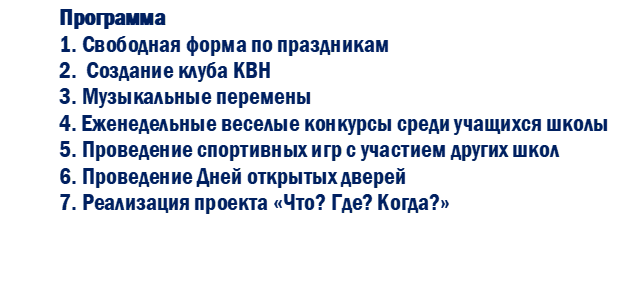 Программа
1. Свободная форма по праздникам
2. Создание клуба КВН
3. Музыкальные перемены
4. Еженедельные веселые конкурсы среди учащихся школы
5. Проведение спортивных игр с участием других школ
6. Проведение Дней открытых дверей
7. Реализация проекта «Что? Где? Когда?»